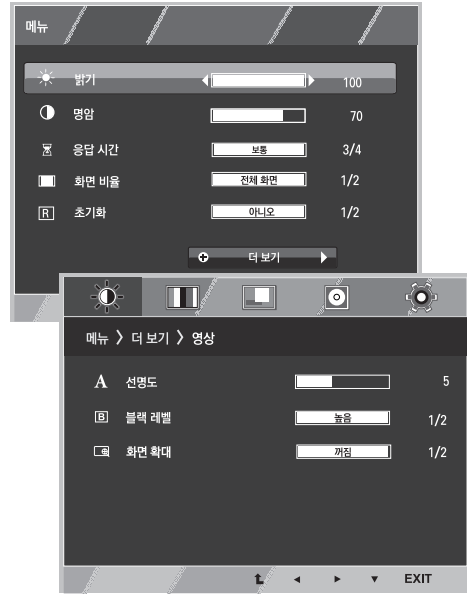 메뉴
밝기 100
명암 70
응답 시간 보통 3/4
화면 비율 전체 화면 1/2
R 초기화 아니오 1/2
더 보기
메뉴 > 더 보기 > 영상
A 선명도 5
B 블랙 레벨 높음 1/2
화면 확대 꺼짐 1/2
EXIT